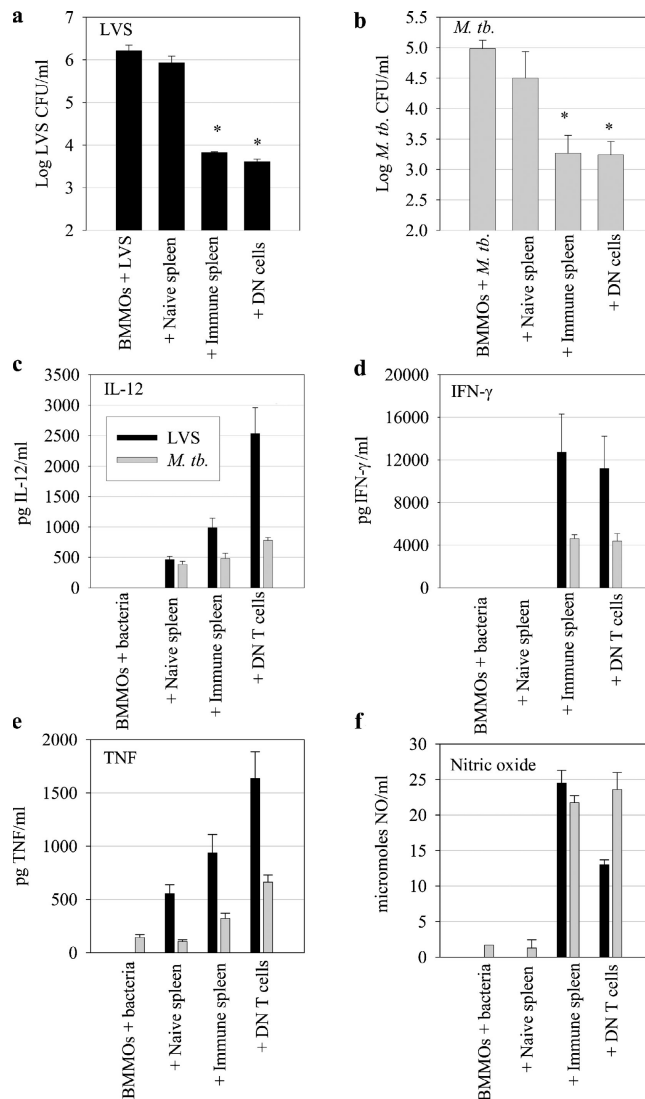 a
LVS
Log LVS CFU/ml
7
6
5
4
3
2
BMMOs + LVS
+ Naive spleen
+ Immune spleen
+ DN cells
*
*
b
M. tb.
Log M. tb. CFU/ml
5.5
5.0
4.5
4.0
3.5
3.0
2.5
2.0
BMMOs + M. tb.
+ Naive spleen
+ Immune spleen
+ DN cells
*
*
c
IL-12
LVS
M. tb.
pg IL-12/ml
3500
3000
2500
2000
1500
1000
500
0
BMMOs + bacteria
+ Naive spleen
+ Immune spleen
+ DN T cells
d
IFN-γ
pg IFN-γ/ml
20000
16000
12000
8000
4000
0
BMMOs + bacteria
+ Naive spleen
+ Immune spleen
+ DN T cells
e
TNF
pg TNF/ml
2000
1500
1000
500
0
BMMOs + bacteria
+ Naive spleen
+ Immune spleen
+ DN T cells
f
Nitric oxide
micromoles NO/ml
30
25
20
15
10
5
0
BMMOs + bacteria
+ Naive spleen
+ Immune spleen
+ DN T cells